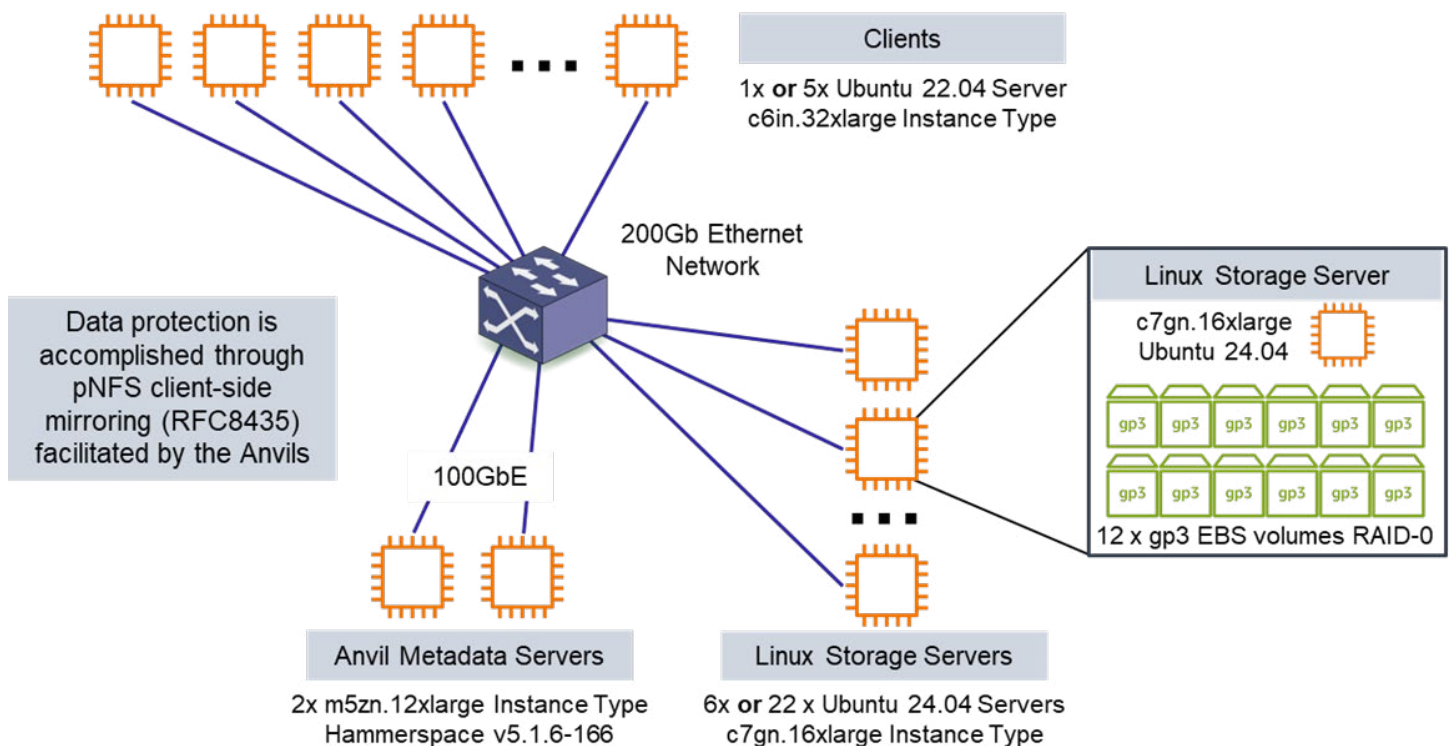 Clients
1x or 5x Ubuntu 22.04 Server
c6in.32xlarge Instance Type
200Gb Ethernet
Network
Data protection is
accomplished through
pNFS client-side
mirroring (RFC8435)
facilitated by the Anvils
100GbE
Linux Storage Server
c7gn.16xlarge
Ubuntu 24.04
gp3 gp3 gp3 gp3 gp3 gp3
gp3 gp3 gp3 gp3 gp3 gp3
12 x gp3 EBS volumes RAID-0
Anvil Metadata Servers
2x m5zn.12xlarge Instance Type
Hammerspace v5.1.6-166
Linux Storage Servers
6x or 22 x Ubuntu 24.04 Servers
c7gn.16xlarge Instance Type